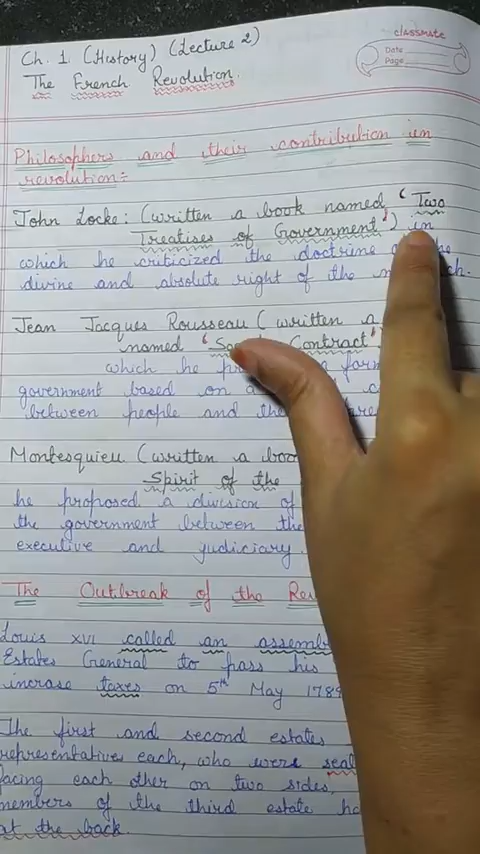 Ch. 1. (History) (Lecture 2)
The French Revolution.
classmate
Date
Page
Philosophers and their contribution in
revolution:-
John Locke: (written a book named 'Two
Treatises of Government') in
which he criticized the doctrine of the
divine and absolute right of the
Jean Jacques Rousseau (written a
named 'Social Contract'
which he
government based on a
between people and
Montesquieu (written a
Spirit of the
he proposed a division of
the government between the
executive and judiciary.
The Outbreak of the
Louis XVI called an
Estates General to pass his
increase taxes on 5th May 1789
The first and second estates
representatives each, who were
facing each other on two sides,
members of the third estate
at the back.